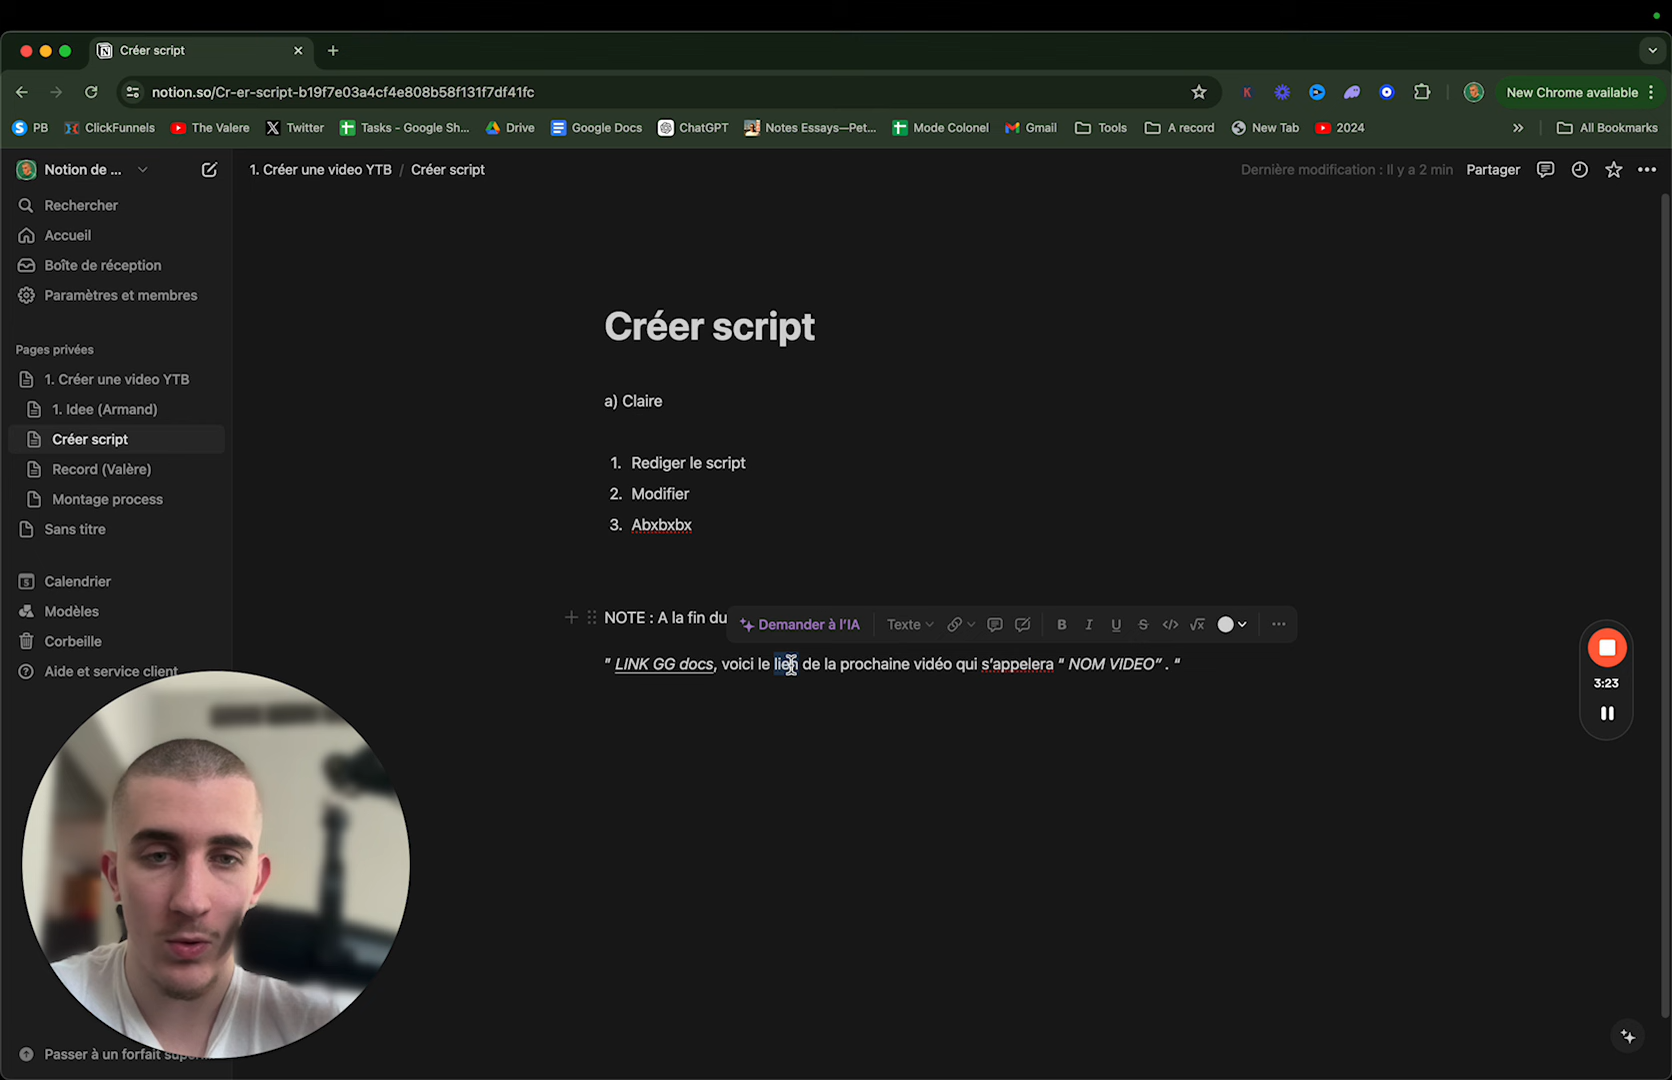 Créer script
New Chrome available
notion.so/Cr-er-script-b19f7e03a4cf4e808b58f131f7df41fc
PB ClickFunnels The Valere Twitter Tasks - Google Sh... Drive Google Docs ChatGPT Notes Essays—Pet... Mode Colonel Gmail Tools A record New Tab 2024 » All Bookmarks
Notion de ...
1. Créer une video YTB / Créer script
Dernière modification : Il y a 2 min Partager
Rechercher
Accueil
Boîte de réception
Paramètres et membres
Pages privées
1. Créer une video YTB
1. Idee (Armand)
Créer script
Record (Valère)
Montage process
Sans titre
Calendrier
Modèles
Corbeille
Aide et service client
Passer à un forfait
Créer script
a) Claire
1. Rediger le script
2. Modifier
3. Abxbxbx
NOTE : A la fin du
Demander à l'IA Texte B I U S </> √x
" LINK GG docs, voici le lien de la prochaine vidéo qui s’appelera “ NOM VIDEO” . “
3:23